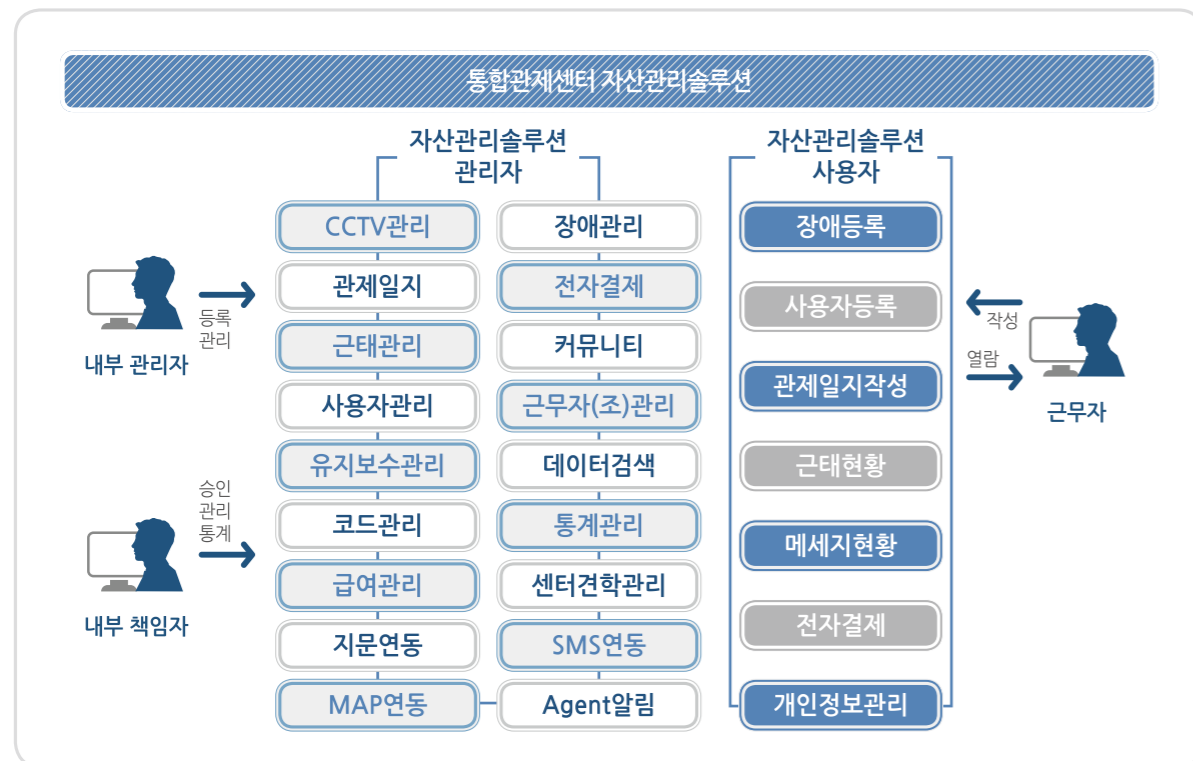 통합관제센터 자산관리솔루션
자산관리솔루션
관리자
자산관리솔루션
사용자
내부 관리자
등록
관리
내부 책임자
승인
관리
통계
CCTV관리
관제일지
근태관리
사용자관리
유지보수관리
코드관리
급여관리
지문연동
MAP연동
장애관리
전자결제
커뮤니티
근무자(조)관리
데이터검색
통계관리
센터견학관리
SMS연동
Agent알림
장애등록
사용자등록
관제일지작성
근태현황
메세지현황
전자결제
개인정보관리
작성
열람
근무자